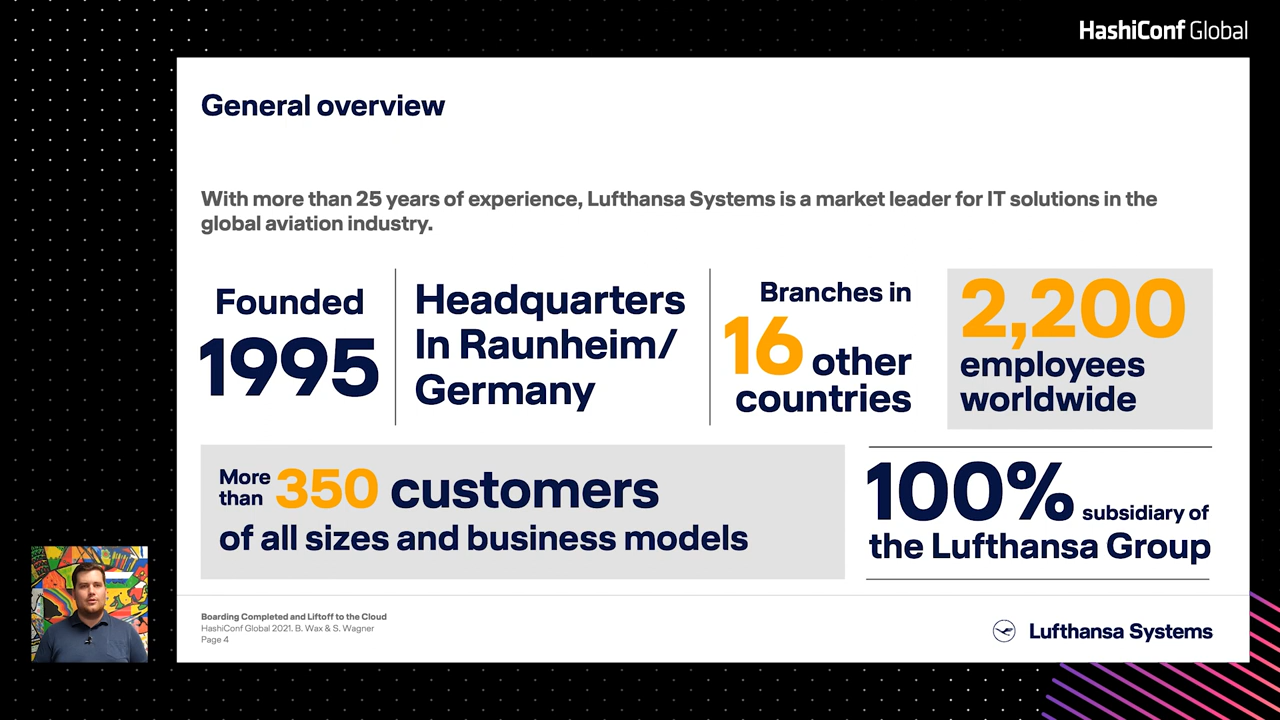 HashiConf Global
General overview
With more than 25 years of experience, Lufthansa Systems is a market leader for IT solutions in the
global aviation industry.
Founded
1995
Headquarters
In Raunheim/
Germany
Branches in
16 other
countries
2,200
employees
worldwide
More
than 350 customers
of all sizes and business models
100% subsidiary of
the Lufthansa Group
Boarding Completed and Liftoff to the Cloud
HashiConf Global 2021. B. Wax & S. Wagner
Page 4
Lufthansa Systems